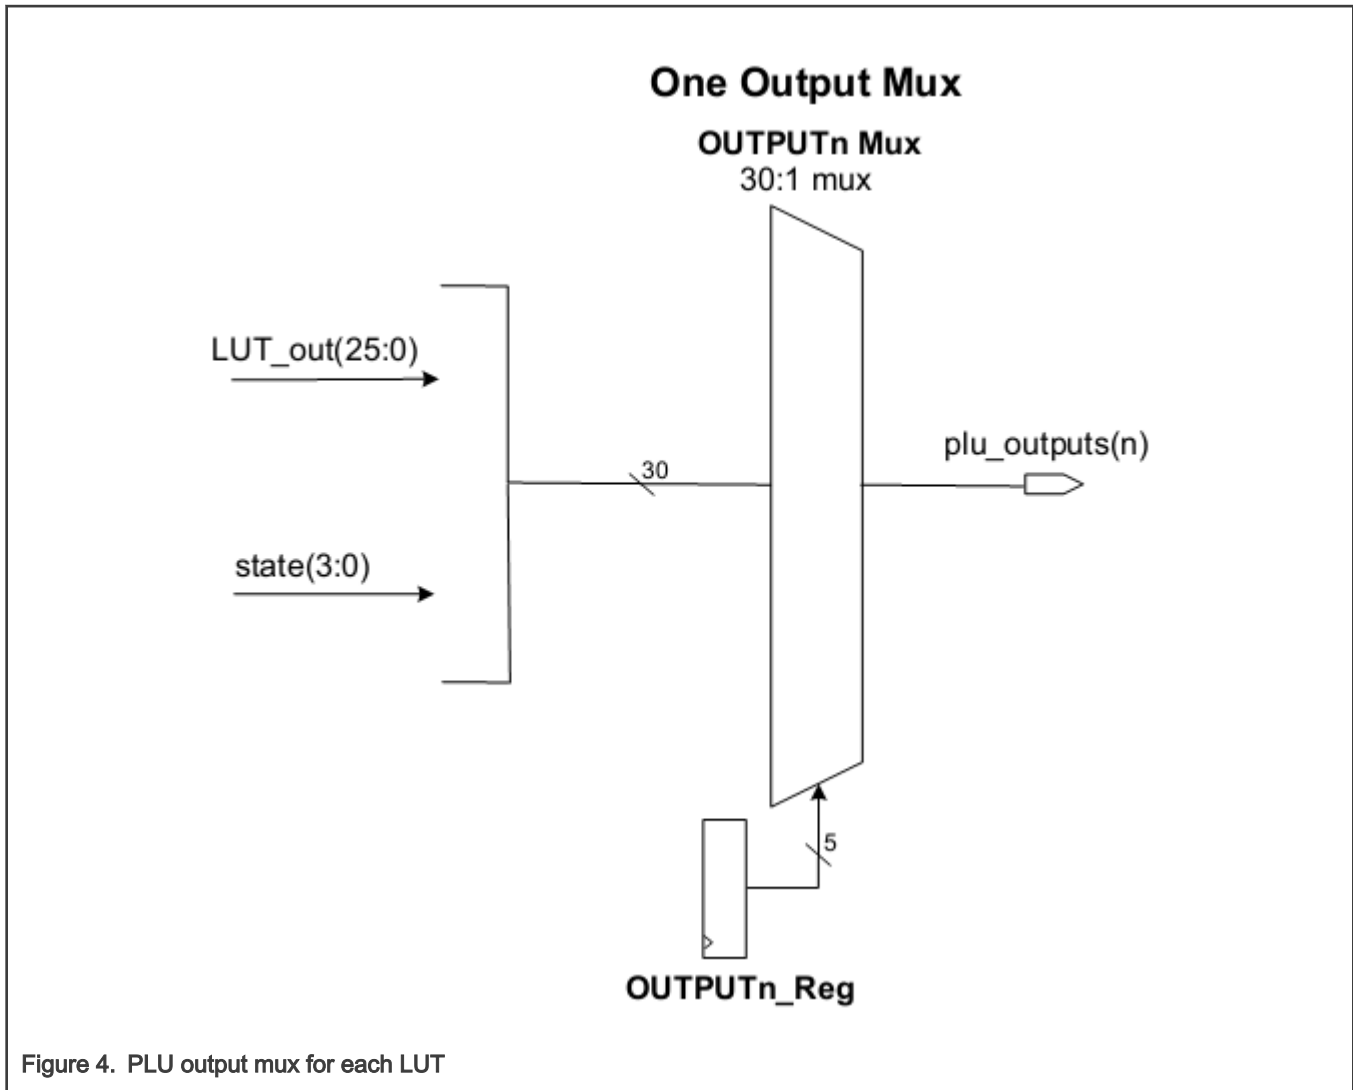 One Output Mux
OUTPUTn Mux
30:1 mux
LUT_out(25:0)
30
plu_outputs(n)
state(3:0)
5
OUTPUTn_Reg
Figure 4. PLU output mux for each LUT